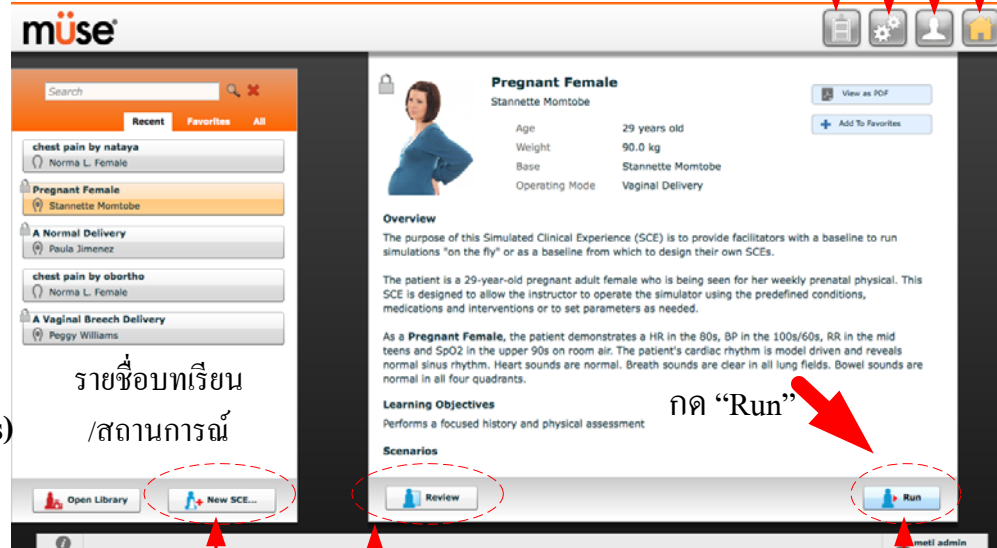 müse
Search
Recent Favorites All
chest pain by nataya
Norma L. Female
Pregnant Female
Stannette Momtobe
A Normal Delivery
Paula Jimenez
chest pain by obortho
Norma L. Female
A Vaginal Breech Delivery
Peggy Williams
รายชื่อบทเรียน
/สถานการณ์
Open Library
New SCE...
Pregnant Female
Stannette Momtobe
Age 29 years old
Weight 90.0 kg
Base Stannette Momtobe
Operating Mode Vaginal Delivery
View as PDF
Add To Favorites
Overview
The purpose of this Simulated Clinical Experience (SCE) is to provide facilitators with a baseline to run
simulations "on the fly" or as a baseline from which to design their own SCEs.
The patient is a 29-year-old pregnant adult female who is being seen for her weekly prenatal physical. This
SCE is designed to allow the instructor to operate the simulator using the predefined conditions,
medications and interventions or to set parameters as needed.
As a Pregnant Female, the patient demonstrates a HR in the 80s, BP in the 100s/60s, RR in the mid
teens and SpO2 in the upper 90s on room air. The patient's cardiac rhythm is model driven and reveals
normal sinus rhythm. Heart sounds are normal. Breath sounds are clear in all lung fields. Bowel sounds are
normal in all four quadrants.
Learning Objectives
Performs a focused history and physical assessment
กด “Run”
Scenarios
Review
Run
meti admin